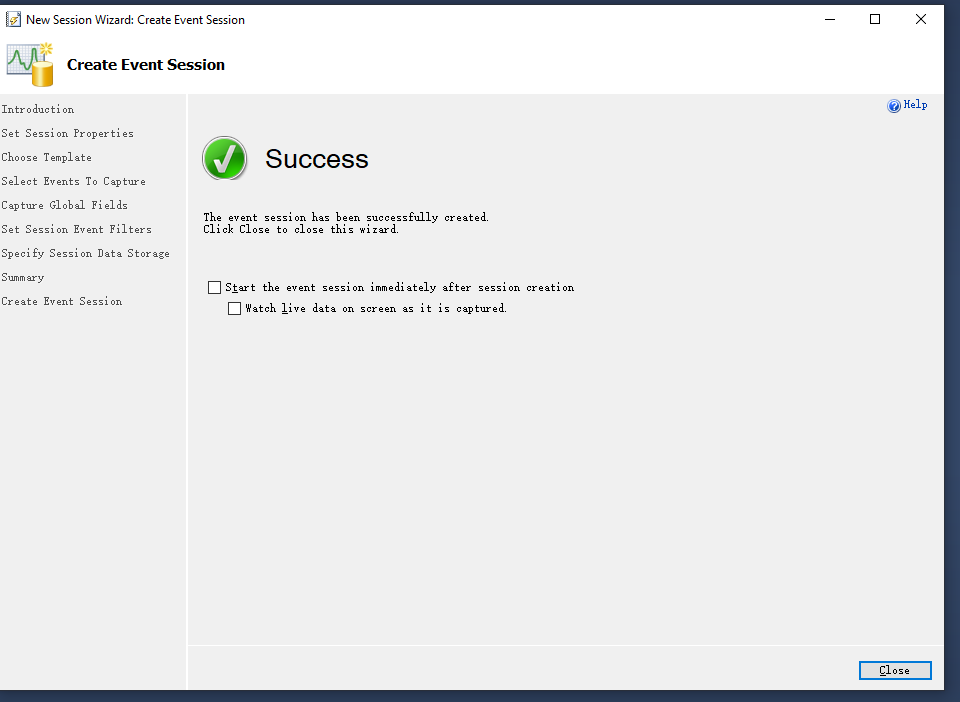 New Session Wizard: Create Event Session
Create Event Session
Introduction
Set Session Properties
Choose Template
Select Events To Capture
Capture Global Fields
Set Session Event Filters
Specify Session Data Storage
Summary
Create Event Session
Help
Success
The event session has been successfully created.
Click Close to close this wizard.
Start the event session immediately after session creation
Watch live data on screen as it is captured.
Close